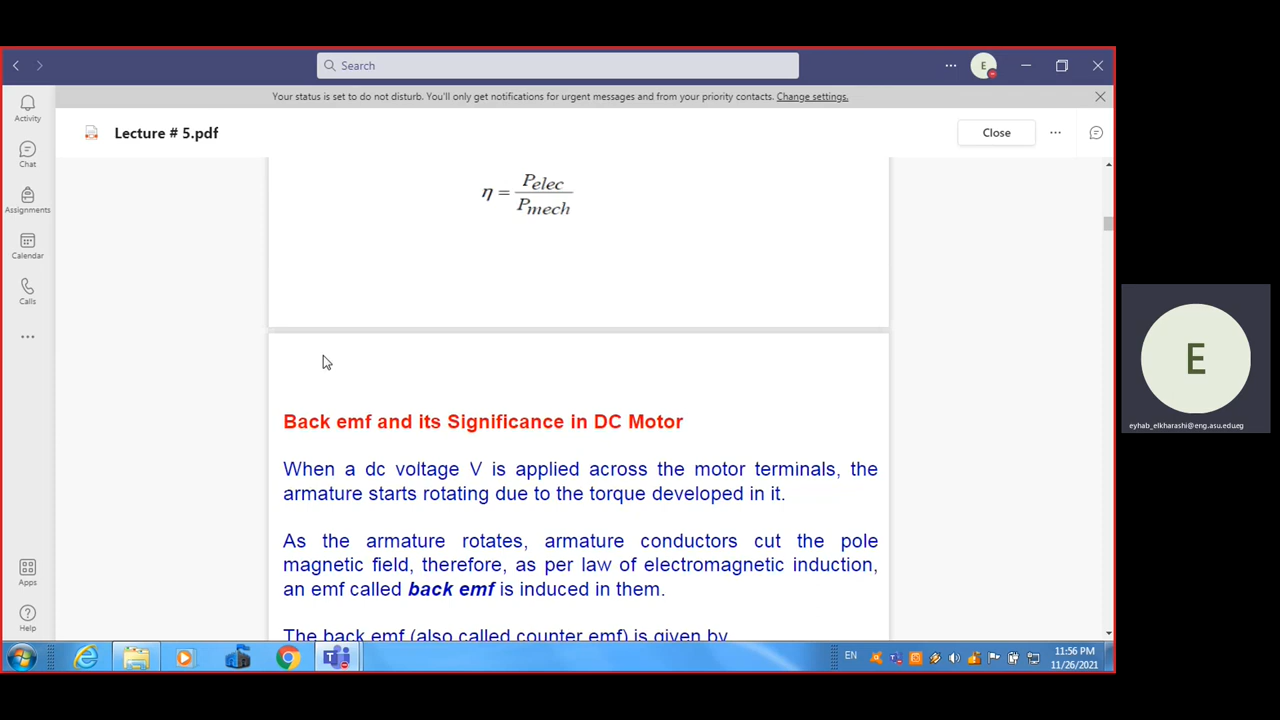 Search
E
Your status is set to do not disturb. You'll only get notifications for urgent messages and from your priority contacts. Change settings.
Activity
Chat
Assignments
Calendar
Calls
Apps
Help
Lecture # 5.pdf
Close
η = Pelec / Pmech
Back emf and its Significance in DC Motor
When a dc voltage V is applied across the motor terminals, the
armature starts rotating due to the torque developed in it.
As the armature rotates, armature conductors cut the pole
magnetic field, therefore, as per law of electromagnetic induction,
an emf called back emf is induced in them.
The back emf (also called counter emf) is given by
E
eyhab_elkharashi@eng.asu.edu.eg
EN
11:56 PM
11/26/2021